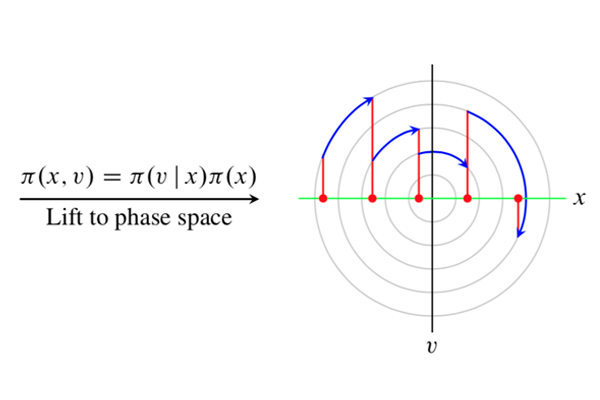 π(x, v) = π(v | x)π(x)
Lift to phase space
x
v